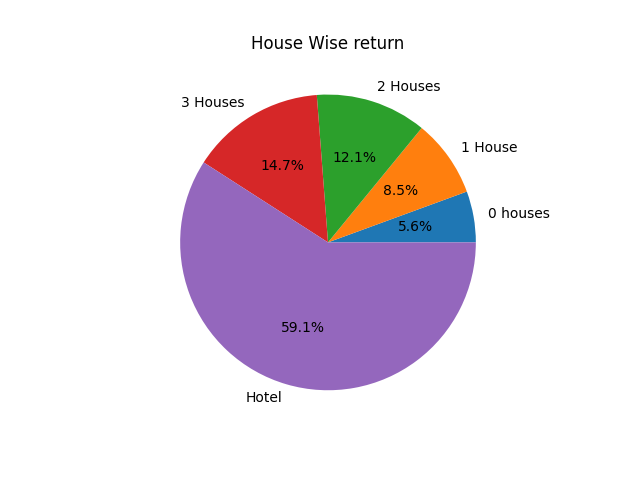 House Wise return
2 Houses
3 Houses
1 House
12.1%
14.7%
8.5%
0 houses
5.6%
59.1%
Hotel